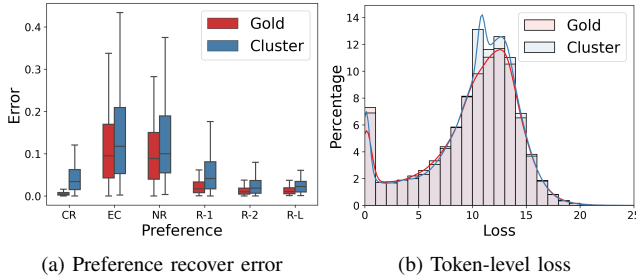 Gold
Cluster
Error
0.4
0.3
0.2
0.1
0.0
CR EC NR R-1 R-2 R-L
Preference
(a) Preference recover error
Gold
Cluster
Percentage
14
12
10
8
6
4
2
0
0 5 10 15 20 25
Loss
(b) Token-level loss